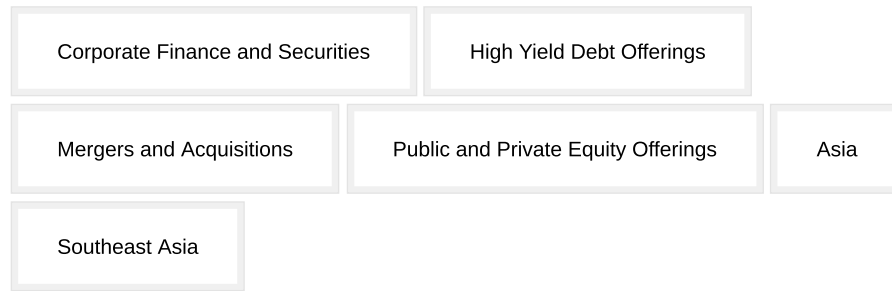 Corporate Finance and Securities
High Yield Debt Offerings
Mergers and Acquisitions
Public and Private Equity Offerings
Asia
Southeast Asia